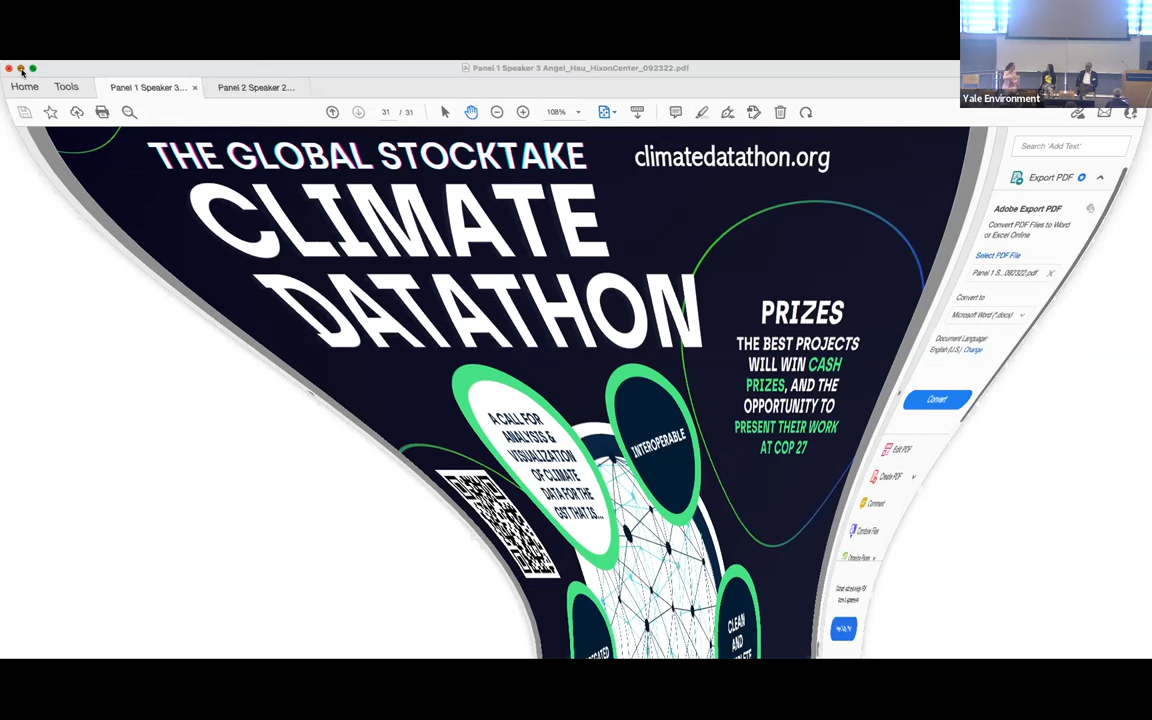 Panel 1 Speaker 3 Angel_Hsu_HixonCenter_092322.pdf
Home
Tools
Panel 1 Speaker 3... ×
Panel 2 Speaker 2...
31 / 31
108%
Yale Environment
THE GLOBAL STOCKTAKE
CLIMATE
DATATHON
climatedatathon.org
PRIZES
THE BEST PROJECTS
WILL WIN CASH
PRIZES, AND THE
OPPORTUNITY TO
PRESENT THEIR WORK
AT COP 27
A CALL FOR
ANALYSIS &
VISUALIZATION
OF CLIMATE
DATA FOR THE
GST THAT IS...
INTEROPERABLE
CLEAN
AND
Search 'Add Text'
Export PDF
Adobe Export PDF
Convert PDF Files to Word
or Excel Online
Select PDF File
Panel 1 S...092322.pdf
Convert to
Microsoft Word (*.docx)
Document Language:
English (U.S.) Change
Convert
Edit PDF
Create PDF
Comment
Combine Files